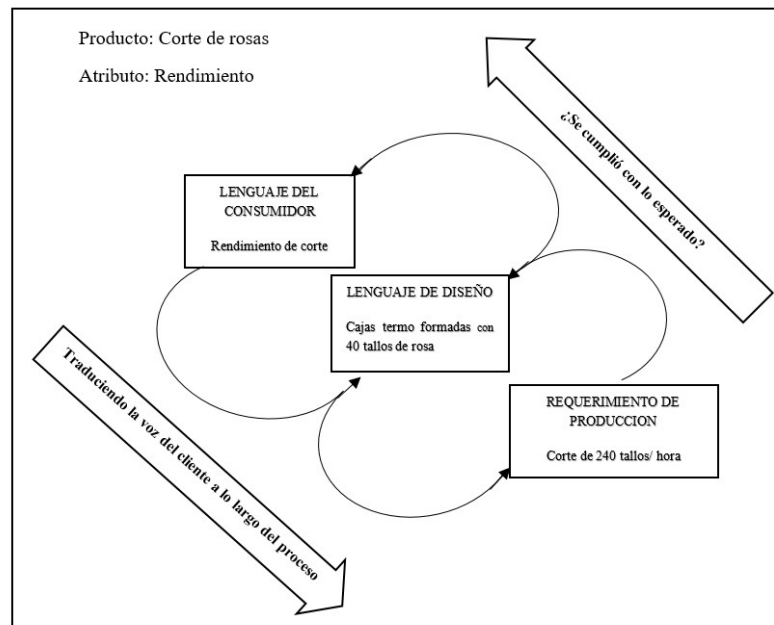 Producto: Corte de rosas
Atributo: Rendimiento
¿Se cumplió con lo esperado?
LENGUAJE DEL
CONSUMIDOR
Rendimiento de corte
LENGUAJE DE DISEÑO
Cajas termo formadas con
40 tallos de rosa
REQUERIMIENTO DE
PRODUCCION
Corte de 240 tallos/ hora
Traduciendo la voz del cliente a lo largo del proceso